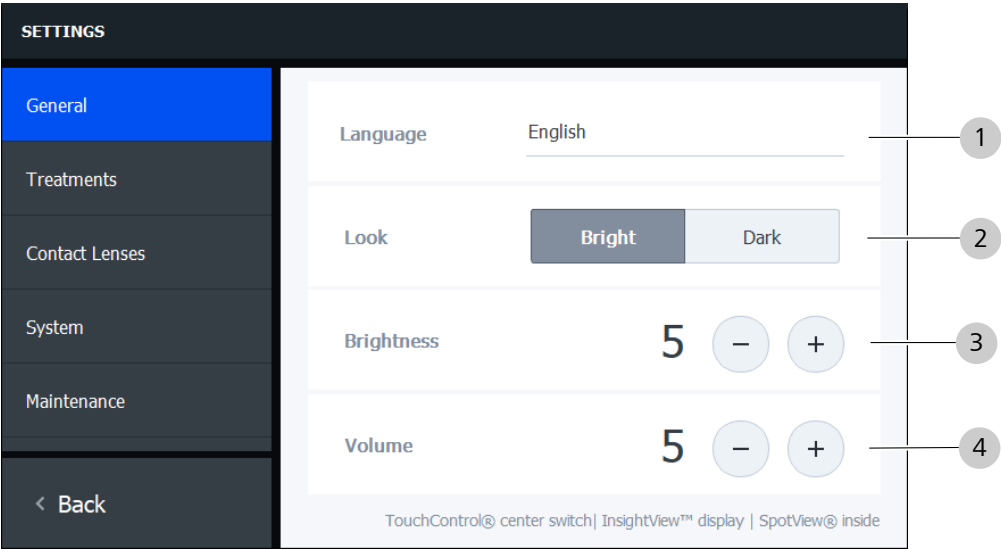 SETTINGS
General
Treatments
Contact Lenses
System
Maintenance
< Back
Language English 1
Look Bright Dark 2
Brightness 5 − + 3
Volume 5 − + 4
TouchControl® center switch| InsightView™ display | SpotView® inside